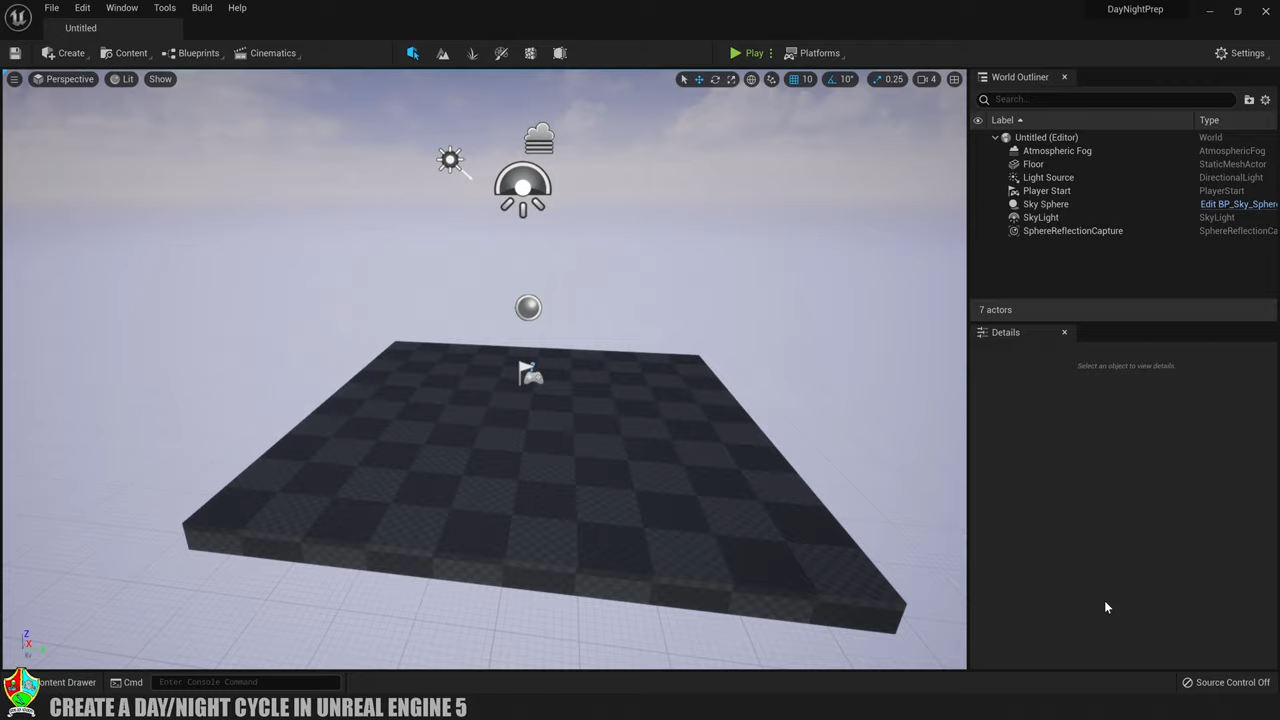 File Edit Window Tools Build Help
DayNightPrep
Untitled
Create Content Blueprints Cinematics Play Platforms Settings
Perspective Lit Show 10 10° 0.25 4
World Outliner
Search...
Label Type
Untitled (Editor) World
Atmospheric Fog AtmosphericFog
Floor StaticMeshActor
Light Source DirectionalLight
Player Start PlayerStart
Sky Sphere Edit BP_Sky_Spher
SkyLight SkyLight
SphereReflectionCapture SphereReflectionCa
7 actors
Details
Select an object to view details.
Z
X
ontent Drawer Cmd Enter Console Command Source Control Off
CREATE A DAY/NIGHT CYCLE IN UNREAL ENGINE 5